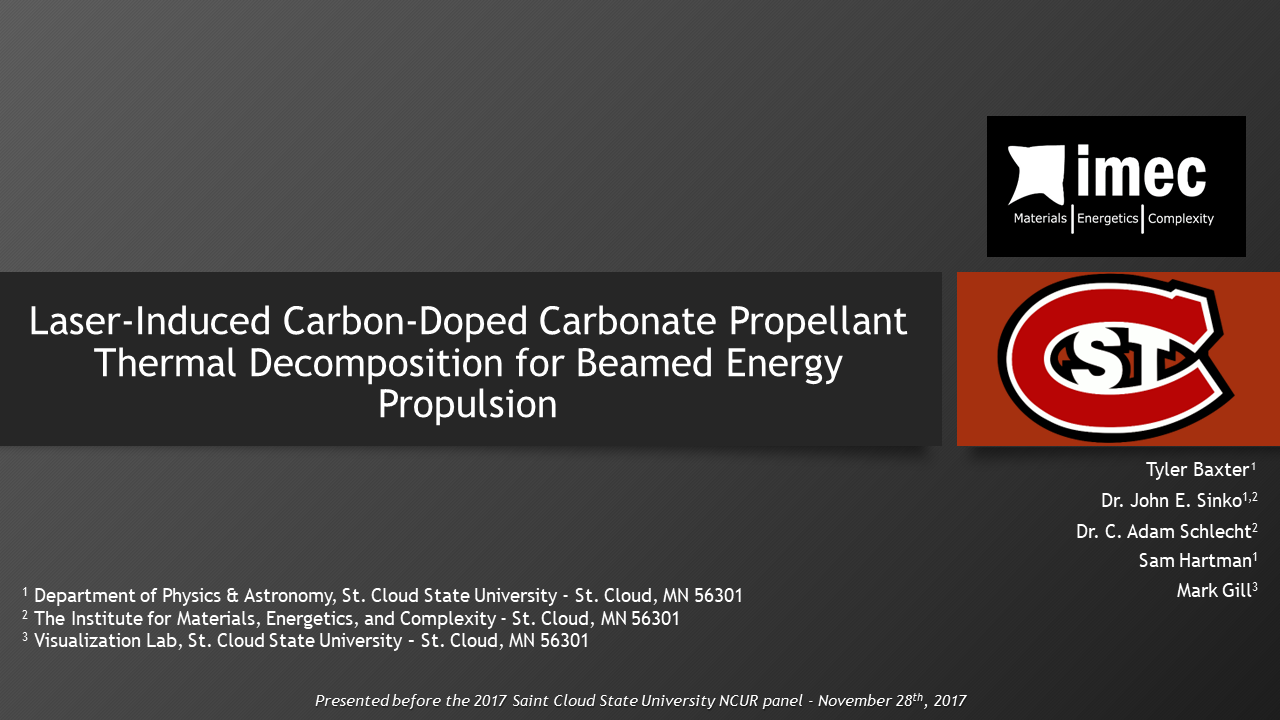 imec
Materials | Energetics | Complexity
Laser-Induced Carbon-Doped Carbonate Propellant
Thermal Decomposition for Beamed Energy
Propulsion
ST
C
Tyler Baxter¹
Dr. John E. Sinko¹,²
Dr. C. Adam Schlecht²
Sam Hartman¹
Mark Gill³
¹ Department of Physics & Astronomy, St. Cloud State University - St. Cloud, MN 56301
² The Institute for Materials, Energetics, and Complexity - St. Cloud, MN 56301
³ Visualization Lab, St. Cloud State University – St. Cloud, MN 56301
Presented before the 2017 Saint Cloud State University NCUR panel - November 28th, 2017